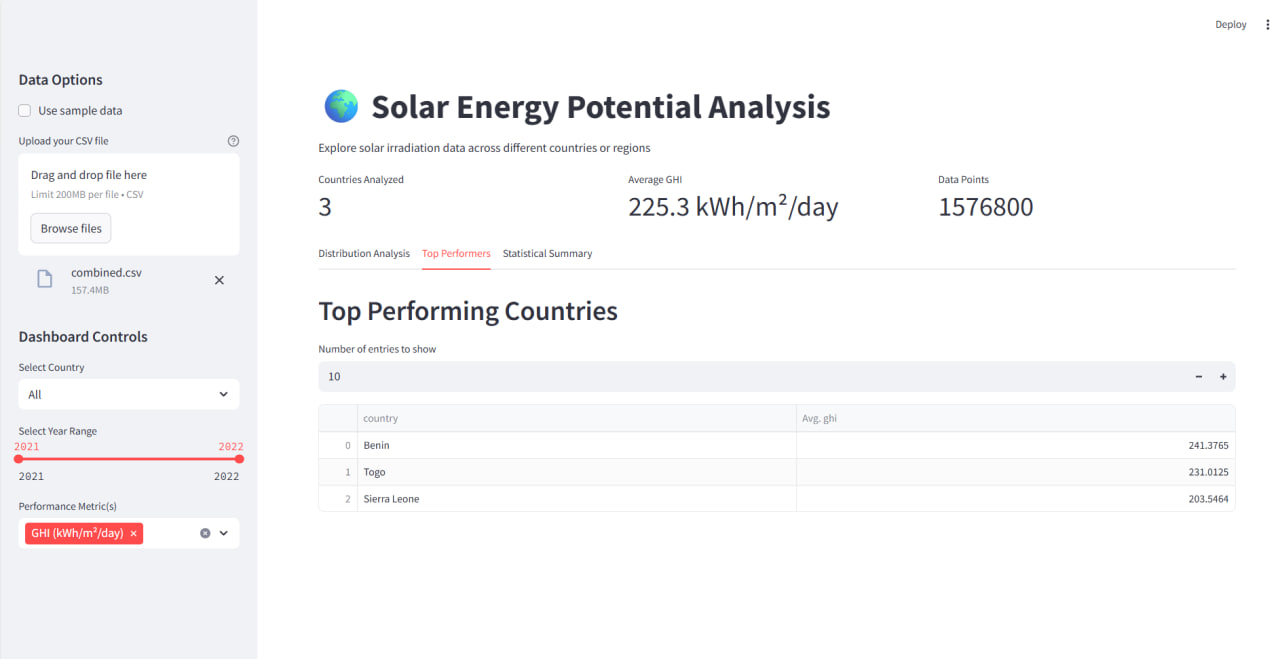 Deploy
Data Options
Use sample data
Upload your CSV file
Drag and drop file here
Limit 200MB per file • CSV
Browse files
combined.csv
157.4MB
Dashboard Controls
Select Country
All
Select Year Range
2021 2022
2021 2022
Performance Metric(s)
GHI (kWh/m²/day)
Solar Energy Potential Analysis
Explore solar irradiation data across different countries or regions
Countries Analyzed Average GHI Data Points
3 225.3 kWh/m²/day 1576800
Distribution Analysis Top Performers Statistical Summary
Top Performing Countries
Number of entries to show
10
country Avg. ghi
0 Benin 241.3765
1 Togo 231.0125
2 Sierra Leone 203.5464